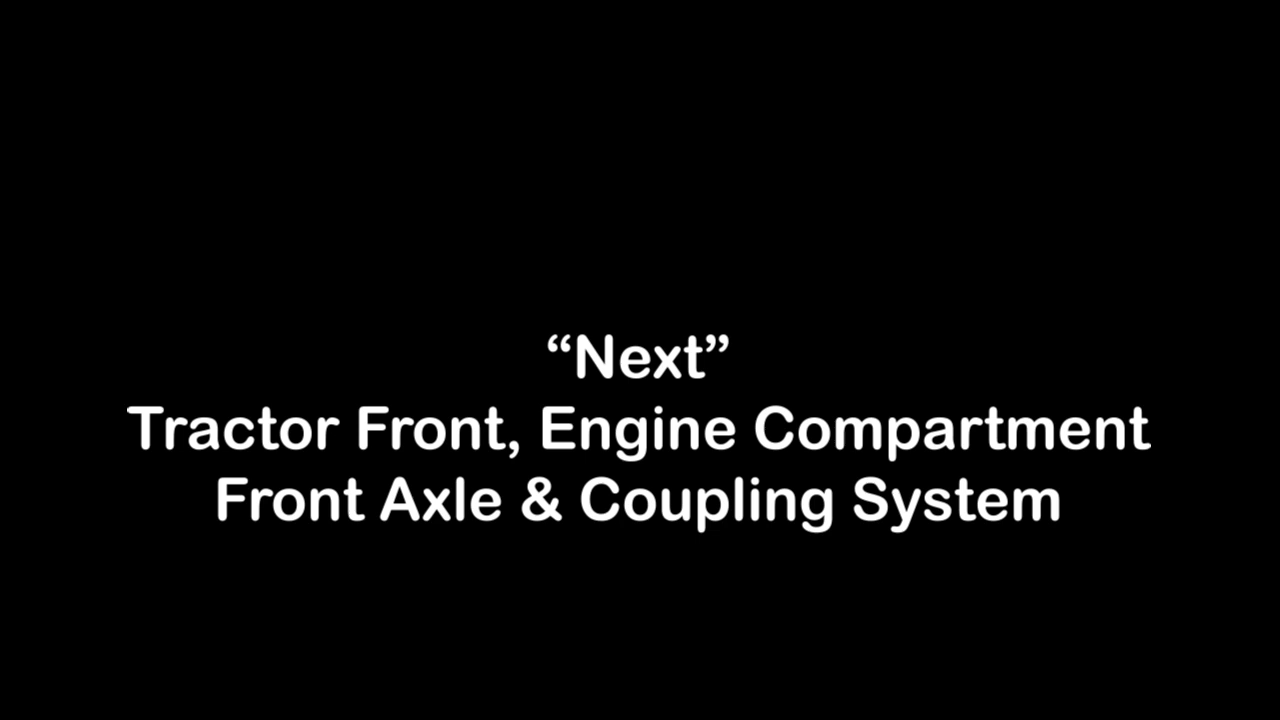 “Next”
Tractor Front, Engine Compartment
Front Axle & Coupling System